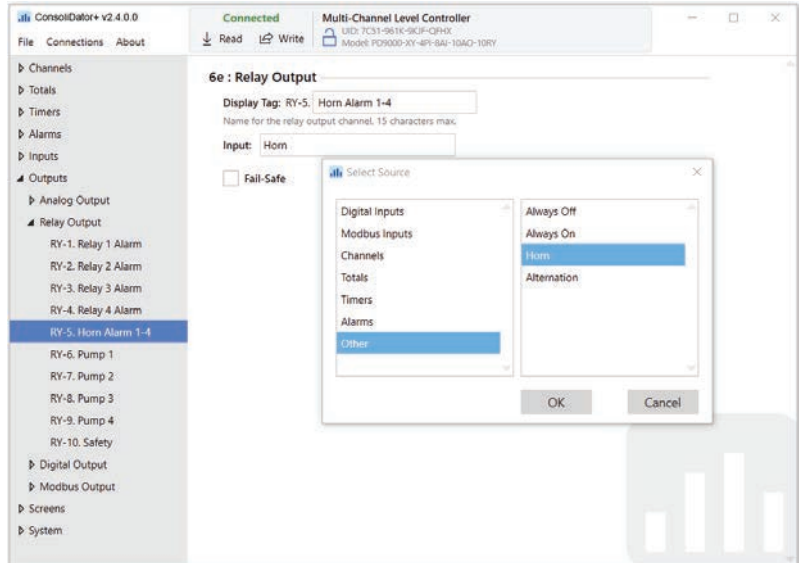 ConsoliDator+ v2.4.0.0
File Connections About
Connected
Read Write
Multi-Channel Level Controller
UID: 7C51-961K-9KJF-QFHX
Model: PD9000-XY-4PI-8AI-10AO-10RY
Channels
Totals
Timers
Alarms
Inputs
Outputs
Analog Output
Relay Output
RY-1. Relay 1 Alarm
RY-2. Relay 2 Alarm
RY-3. Relay 3 Alarm
RY-4. Relay 4 Alarm
RY-5. Horn Alarm 1-4
RY-6. Pump 1
RY-7. Pump 2
RY-8. Pump 3
RY-9. Pump 4
RY-10. Safety
Digital Output
Modbus Output
Screens
System
6e : Relay Output
Display Tag: RY-5. Horn Alarm 1-4
Name for the relay output channel. 15 characters max.
Input: Horn
Fail-Safe
Select Source
Digital Inputs
Modbus Inputs
Channels
Totals
Timers
Alarms
Other
Always Off
Always On
Horn
Alternation
OK Cancel